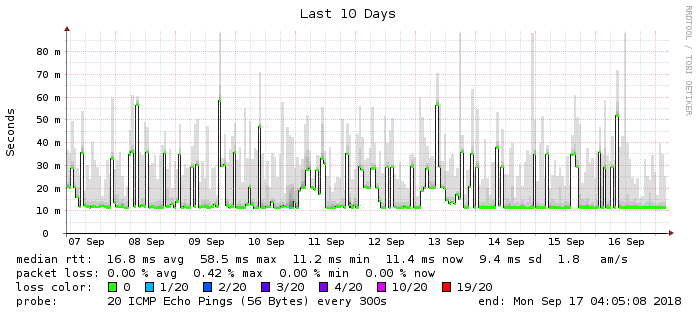 Last 10 Days
RRDTOOL / TOBI OETIKER
Seconds
80 m
70 m
60 m
50 m
40 m
30 m
20 m
10 m
0
07 Sep 08 Sep 09 Sep 10 Sep 11 Sep 12 Sep 13 Sep 14 Sep 15 Sep 16 Sep
median rtt: 16.8 ms avg 58.5 ms max 11.2 ms min 11.4 ms now 9.4 ms sd 1.8 am/s
packet loss: 0.00 % avg 0.42 % max 0.00 % min 0.00 % now
loss color: 0 1/20 2/20 3/20 4/20 10/20 19/20
probe: 20 ICMP Echo Pings (56 Bytes) every 300s end: Mon Sep 17 04:05:08 2018